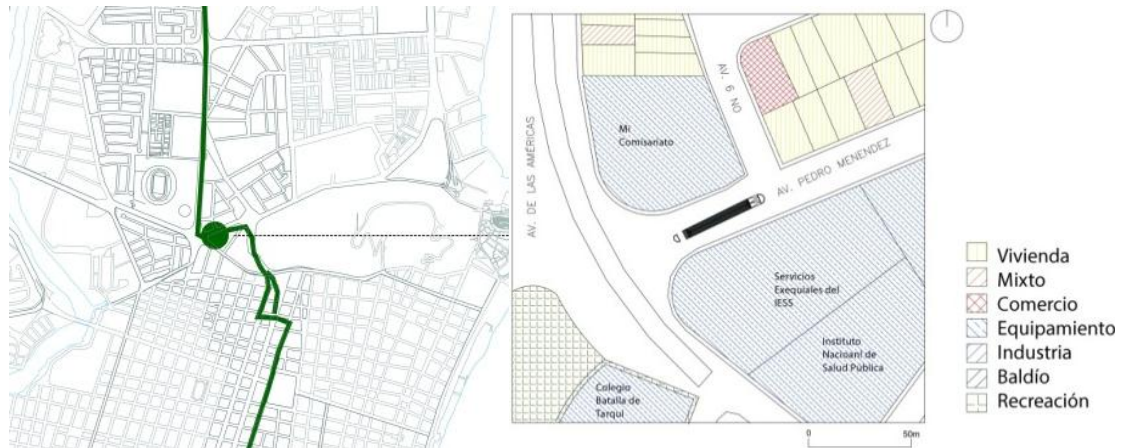 AV. DE LAS AMÉRICAS
Mi
Comisariato
AV. 6 NO
AV. PEDRO MENENDEZ
Servicios
Exequiales del
IESS
Instituto
Nacioanl de
Salud Pública
Colegio
Batalla de
Tarqui
Vivienda
Mixto
Comercio
Equipamiento
Industria
Baldío
Recreación
0
50m